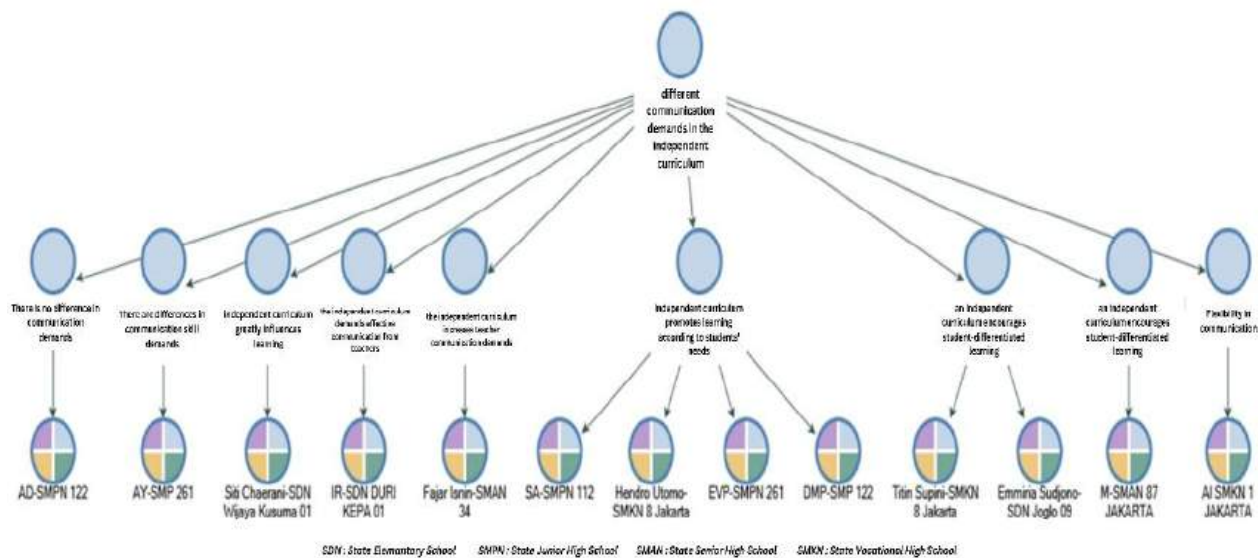 different
communication
demands in the
independent
curriculum
There is no difference in
communication
demands
There are differences in
communication skill
demands
independent curriculum
greatly influences
learning
the independent curriculum
demands effective
communication from
teachers
the independent curriculum
increases teacher
communication demands
Independent curriculum
promotes learning
according to students'
needs
an independent
curriculum encourages
student-differentiated
learning
an independent
curriculum encourages
student-differentiated
learning
Flexibility in
communication
AD-SMPN 122
AY-SMP 261
Siti Chaerani-SDN
Wijaya Kusuma 01
IR-SDN DURI
KEPA 01
Fajar Isnin-SMAN
34
SA-SMPN 112
Hendro Utomo-
SMKN 8 Jakarta
EVP-SMPN 261
DMP-SMP 122
Titin Supini-SMKN
8 Jakarta
Emminia Sudjono-
SDN Joglo 09
M-SMAN 87
JAKARTA
AI SMKN 1
JAKARTA
SDN : State Elementary School SMPN : State Junior High School SMAN : State Senior High School SMKN : State Vocational High School